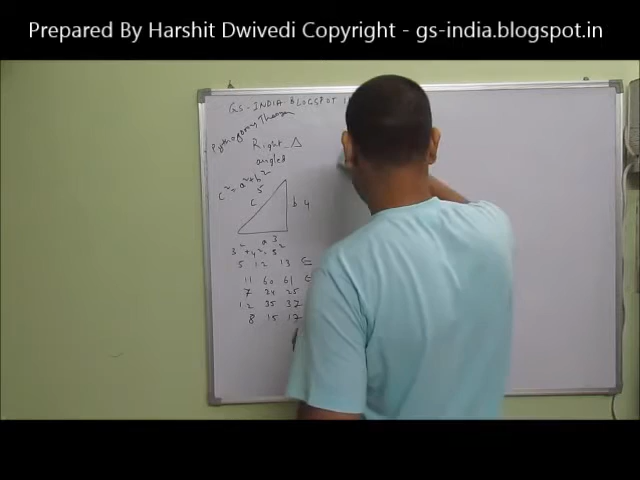 Prepared By Harshit Dwivedi Copyright - gs-india.blogspot.in
GS-INDIA BLOGSPOT
Pythagoras Theorem
Right △
angled
c² = a² + b²
5
c
b 4
a 3
3² + 4² = 5²
5 12 13 ∈
11 60 61
7 24 25
12 35 37
8 15 17